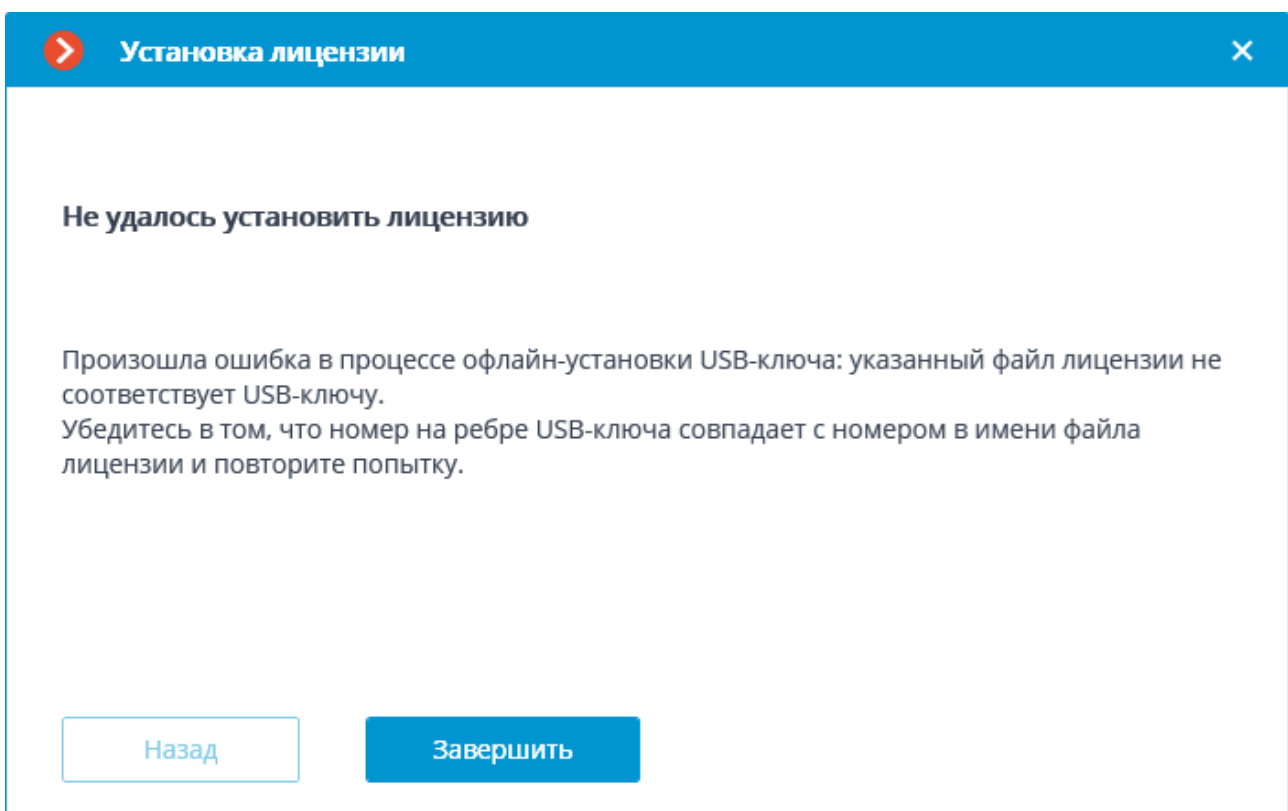 Установка лицензии
Не удалось установить лицензию
Произошла ошибка в процессе офлайн-установки USB-ключа: указанный файл лицензии не
соответствует USB-ключу.
Убедитесь в том, что номер на ребре USB-ключа совпадает с номером в имени файла
лицензии и повторите попытку.
Назад
Завершить